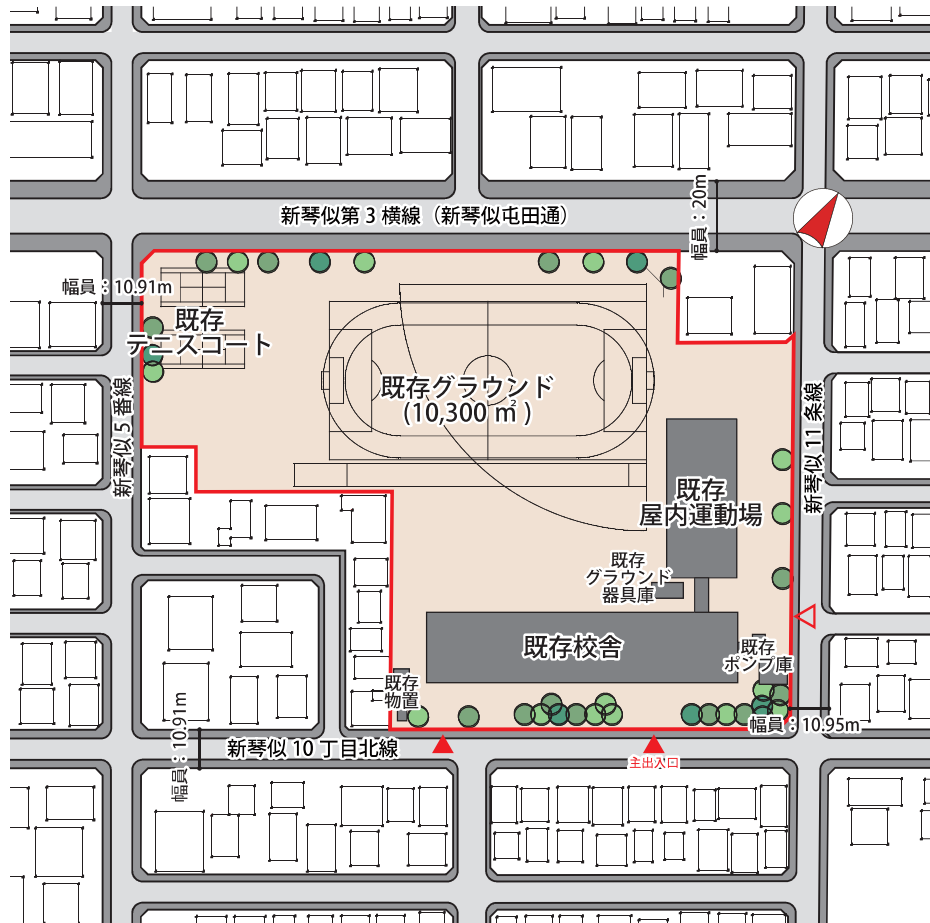 幅員：20m
新琴似第３横線（新琴似屯田通）
幅員：10.91m
既存
テニスコート
既存グラウンド
(10,300 ㎡ )
新琴似５番線
新琴似 11 条線
既存
屋内運動場
既存
グラウンド
器具庫
既存校舎
既存
ポンプ庫
既存
物置
幅員：10.95m
幅員：10.91m
新琴似 10 丁目北線
主出入口